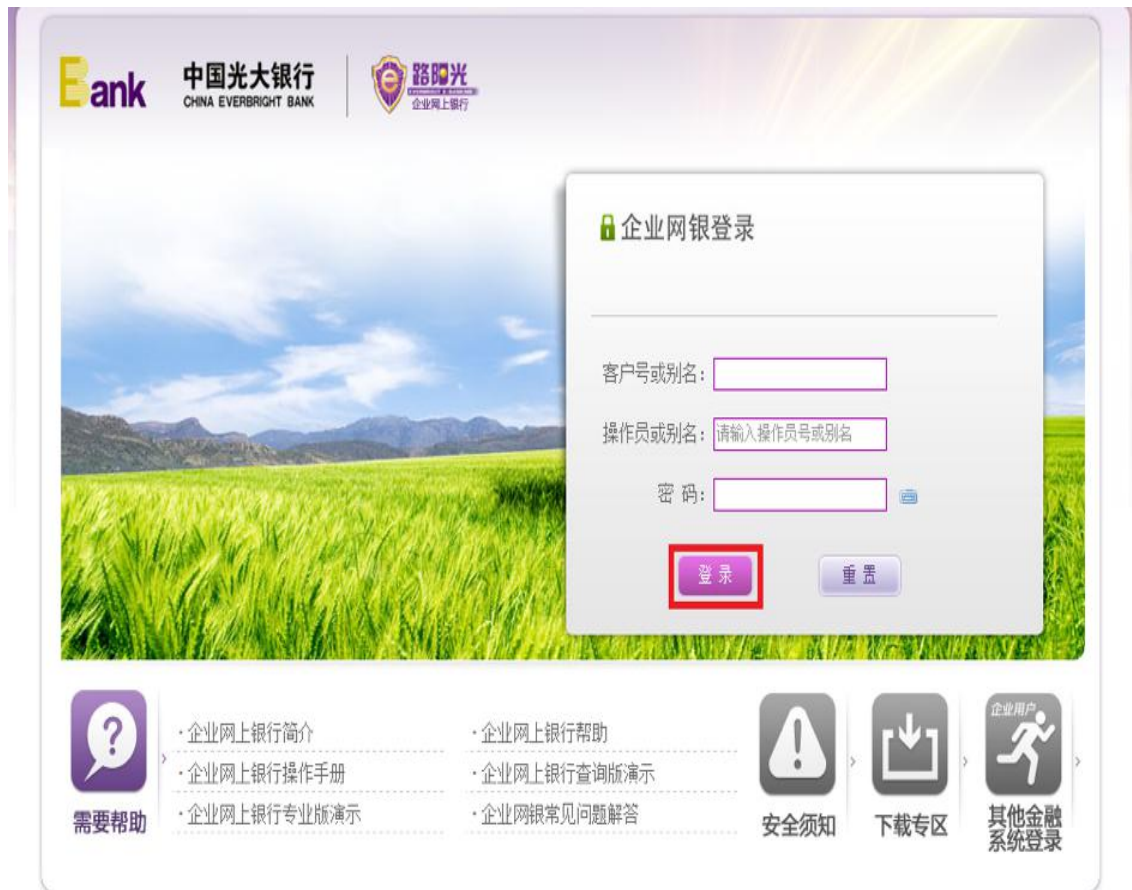 Bank 中国光大银行
CHINA EVERBRIGHT BANK
e路阳光
企业网上银行
企业网银登录
客户号或别名：
操作员或别名： 请输入操作员号或别名
密 码：
登 录 重 置
· 企业网上银行简介 · 企业网上银行帮助
· 企业网上银行操作手册 · 企业网上银行查询版演示
· 企业网上银行专业版演示 · 企业网银常见问题解答
需要帮助
安全须知
下载专区
企业用户
其他金融
系统登录